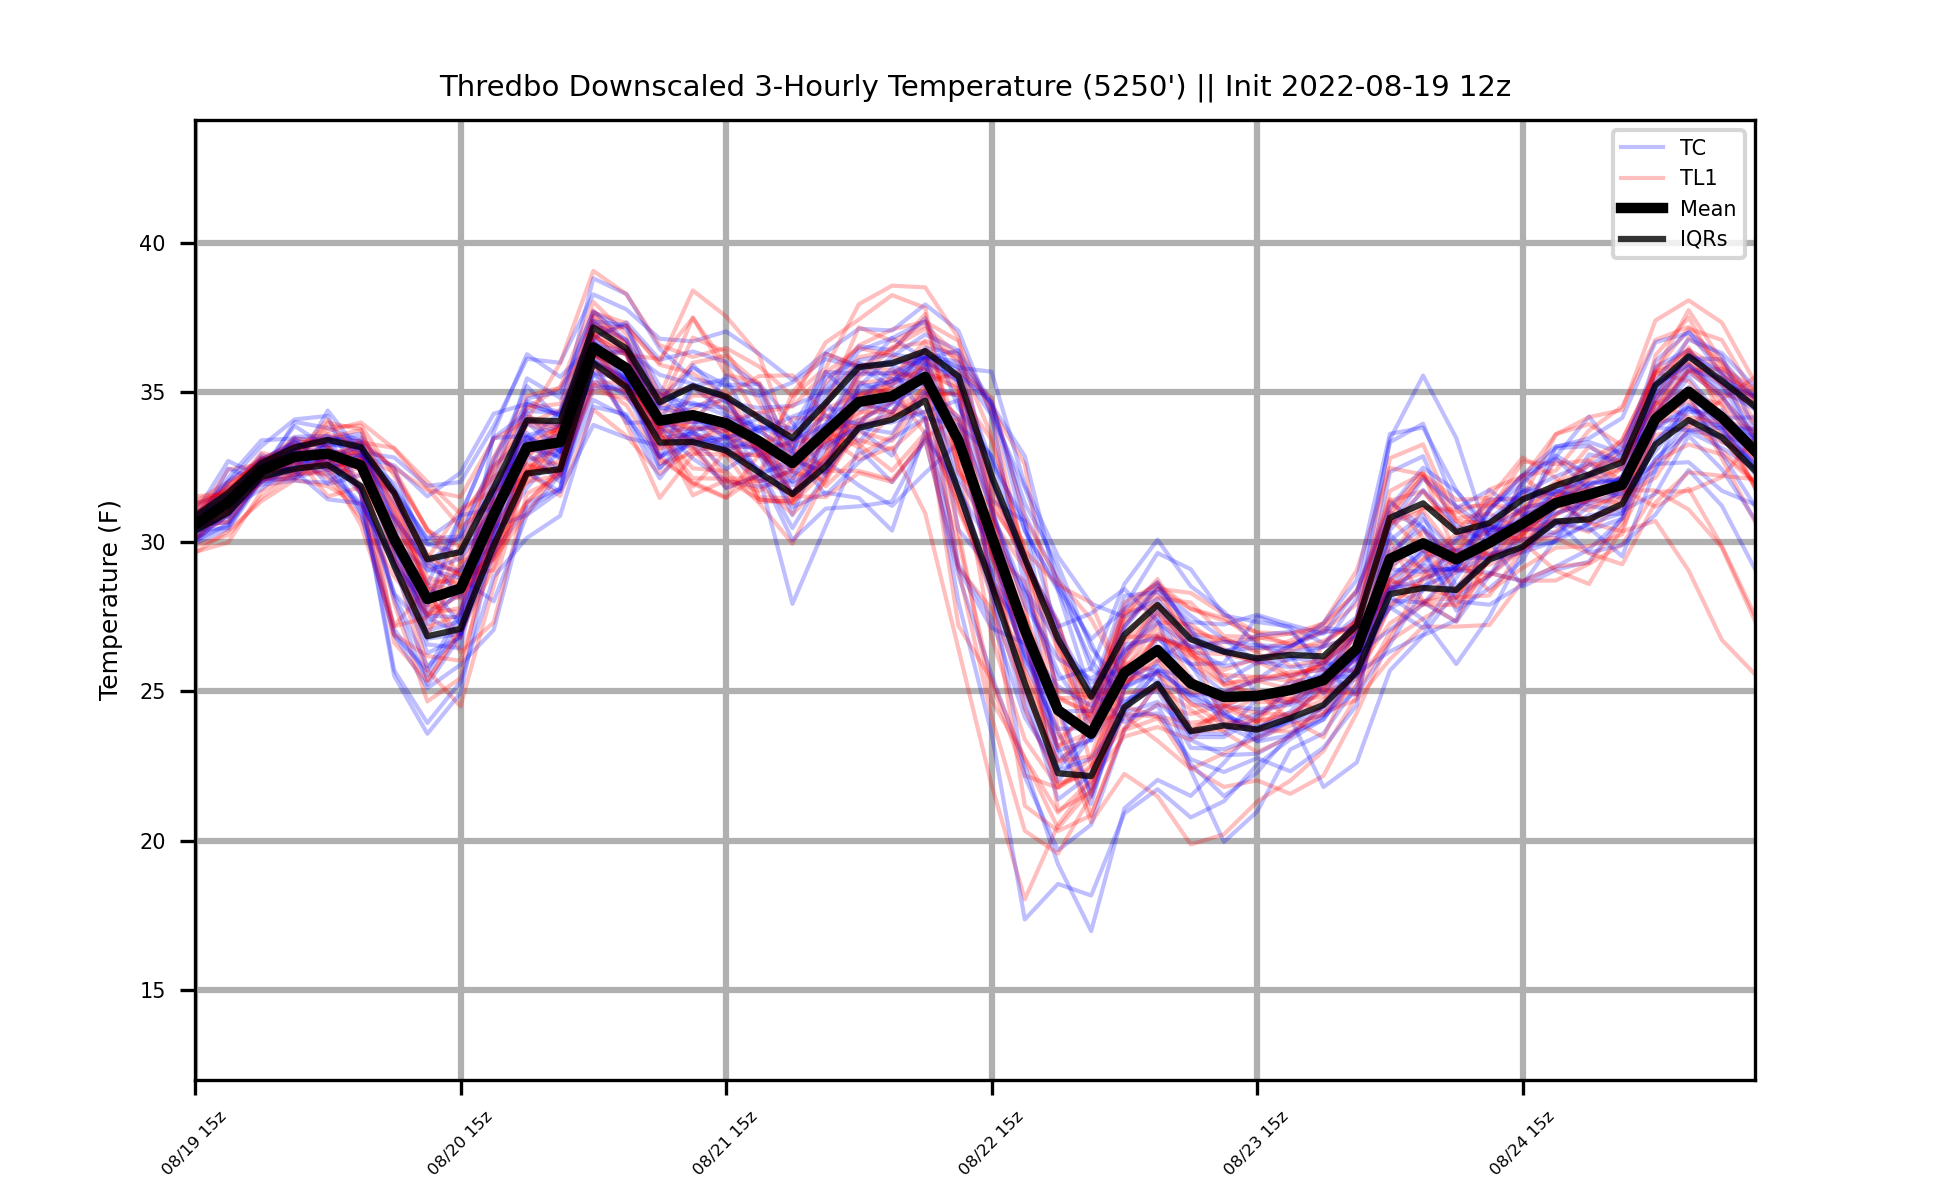 Thredbo Downscaled 3-Hourly Temperature (5250') || Init 2022-08-19 12z
TC
TL1
Mean
IQRs
Temperature (F)
40
35
30
25
20
15
08/19 15z
08/20 15z
08/21 15z
08/22 15z
08/23 15z
08/24 15z